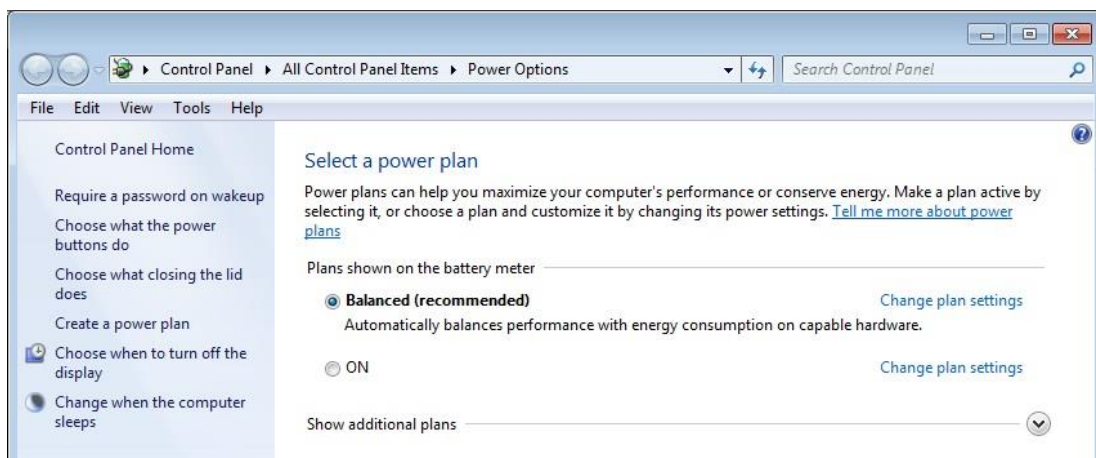 Control Panel ▸ All Control Panel Items ▸ Power Options
Search Control Panel
File Edit View Tools Help
Control Panel Home
Require a password on wakeup
Choose what the power
buttons do
Choose what closing the lid
does
Create a power plan
Choose when to turn off the
display
Change when the computer
sleeps
Select a power plan
Power plans can help you maximize your computer's performance or conserve energy. Make a plan active by
selecting it, or choose a plan and customize it by changing its power settings. Tell me more about power
plans
Plans shown on the battery meter
Balanced (recommended) Change plan settings
Automatically balances performance with energy consumption on capable hardware.
ON Change plan settings
Show additional plans